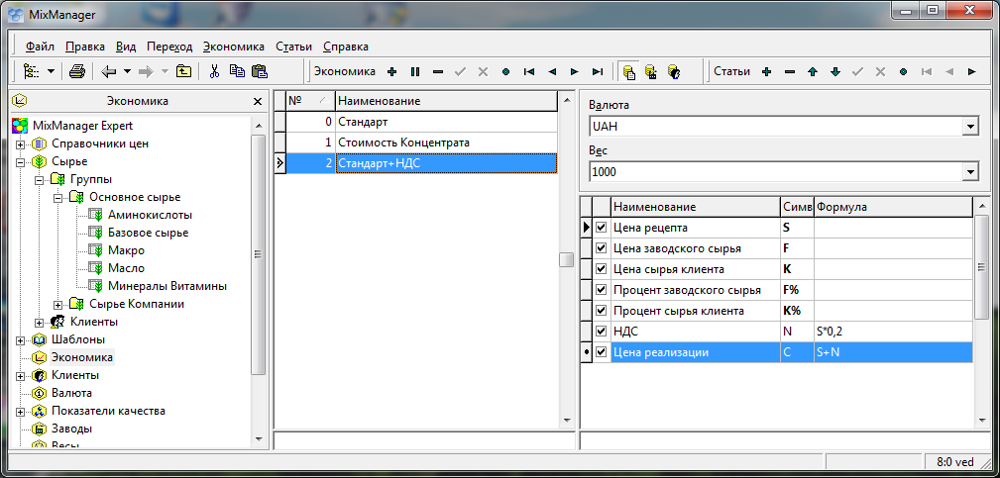 MixManager
Файл Правка Вид Переход Экономика Статьи Справка
Экономика
Статьи
Экономика
MixManager Expert
Справочники цен
Сырье
Группы
Основное сырье
Аминокислоты
Базовое сырье
Макро
Масло
Минералы Витамины
Сырье Компании
Клиенты
Шаблоны
Экономика
Клиенты
Валюта
Показатели качества
Заводы
Весы
№ Наименование
0 Стандарт
1 Стоимость Концентрата
2 Стандарт+НДС
Валюта
UAH
Вес
1000
Наименование Симв Формула
Цена рецепта S
Цена заводского сырья F
Цена сырья клиента K
Процент заводского сырья F%
Процент сырья клиента K%
НДС N S*0,2
Цена реализации C S+N
8:0 ved